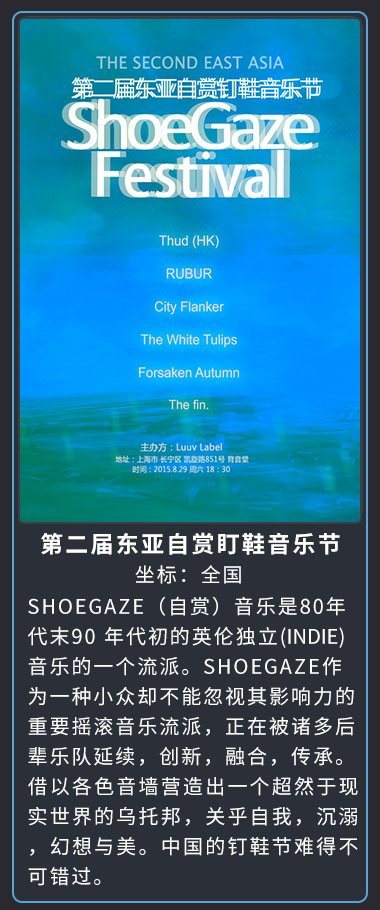 THE SECOND EAST ASIA
第二届东亚自赏钉鞋音乐节
ShoeGaze
Festival
Thud (HK)
RUBUR
City Flanker
The White Tulips
Forsaken Autumn
The fin.
主办方：Luuv Label
地址：上海市 长宁区 凯旋路851号 育音堂
时间：2015.8.29 周六 18：30
第二届东亚自赏盯鞋音乐节
坐标：全国
SHOEGAZE（自赏）音乐是80年
代末90 年代初的英伦独立(INDIE)
音乐的一个流派。SHOEGAZE作
为一种小众却不能忽视其影响力的
重要摇滚音乐流派，正在被诸多后
辈乐队延续，创新，融合，传承。
借以各色音墙营造出一个超然于现
实世界的乌托邦，关乎自我，沉溺
，幻想与美。中国的钉鞋节难得不
可错过。